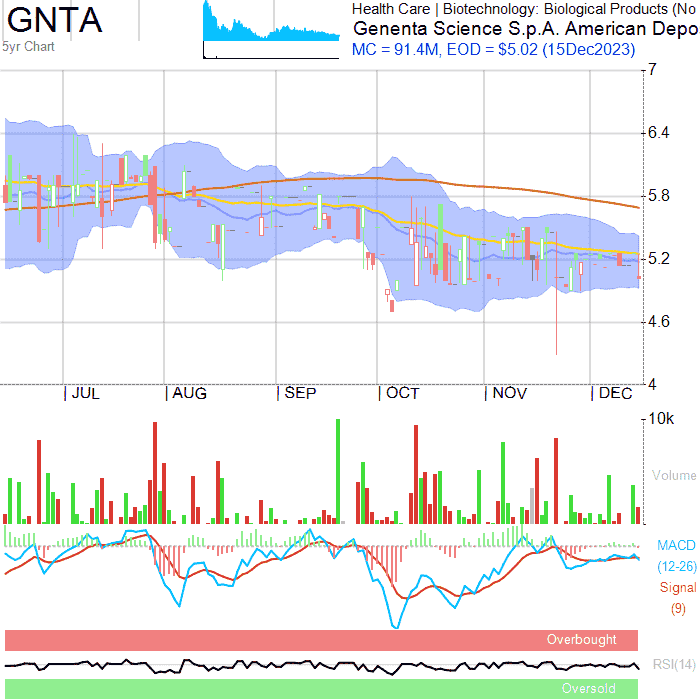 GNTA
5yr Chart
Health Care | Biotechnology: Biological Products (No
Genenta Science S.p.A. American Depo
MC = 91.4M, EOD = $5.02 (15Dec2023)
7
6.4
5.8
5.2
4.6
4
JUL AUG SEP OCT NOV DEC
10k
Volume
MACD
(12-26)
Signal
(9)
Overbought
RSI(14)
Oversold